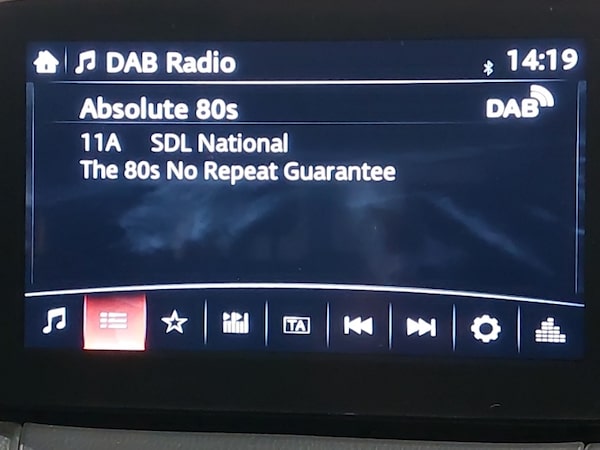 DAB Radio 14:19
Absolute 80s DAB
11A SDL National
The 80s No Repeat Guarantee
TA